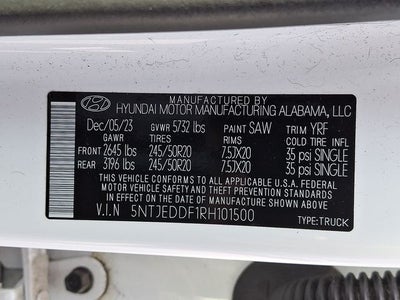 MANUFACTURED BY
HYUNDAI MOTOR MANUFACTURING ALABAMA, LLC
Dec/05/23 GVWR 5732 lbs PAINT SAW TRIM YRF
GAWR TIRES RIMS COLD TIRE INFL
FRONT 2645 lbs 245/50R20 7.5JX20 35 psi SINGLE
REAR 3196 lbs 245/50R20 7.5JX20 35 psi SINGLE
THIS VEHICLE CONFORMS TO ALL APPLICABLE U.S.A. FEDERAL
MOTOR VEHICLE SAFETY AND THEFT PREVENTION STANDARDS
IN EFFECT ON THE DATE OF MANUFACTURE SHOWN ABOVE.
V.I.N 5NTJEDDF1RH101500
TYPE:TRUCK